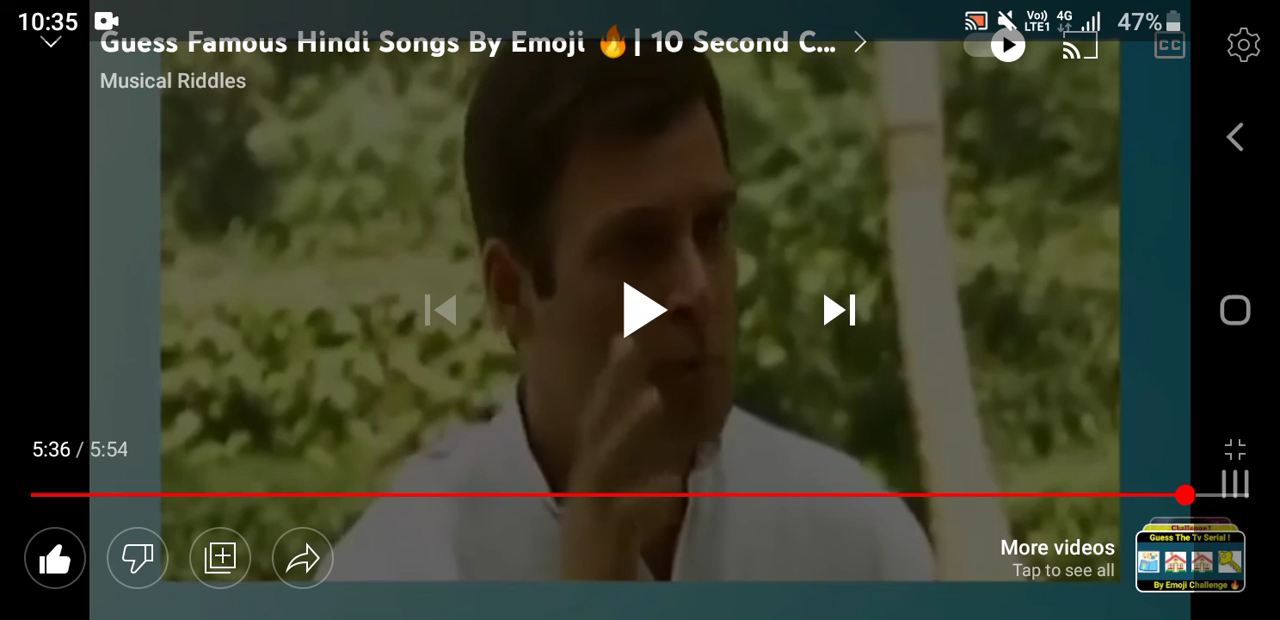 10:35
Vo) 4G
LTE1
47%
Guess Famous Hindi Songs By Emoji 🔥 | 10 Second C...
CC
Musical Riddles
5:36 / 5:54
More videos
Tap to see all
Challenge !
Guess The Tv Serial !
By Emoji Challenge 🔥